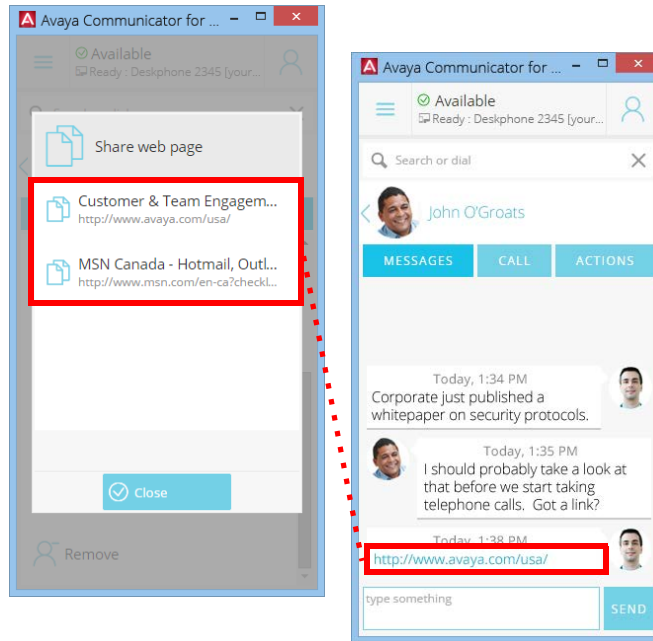 Avaya Communicator for ...
Available
Ready : Deskphone 2345 [your...
Share web page
Customer & Team Engagem...
http://www.avaya.com/usa/
MSN Canada - Hotmail, Outl...
http://www.msn.com/en-ca?checkl...
Close
Remove
Avaya Communicator for ...
Available
Ready : Deskphone 2345 [your...
Search or dial
John O'Groats
MESSAGES CALL ACTIONS
Today, 1:34 PM
Corporate just published a
whitepaper on security protocols.
Today, 1:35 PM
I should probably take a look at
that before we start taking
telephone calls. Got a link?
Today, 1:38 PM
http://www.avaya.com/usa/
type something
SEND